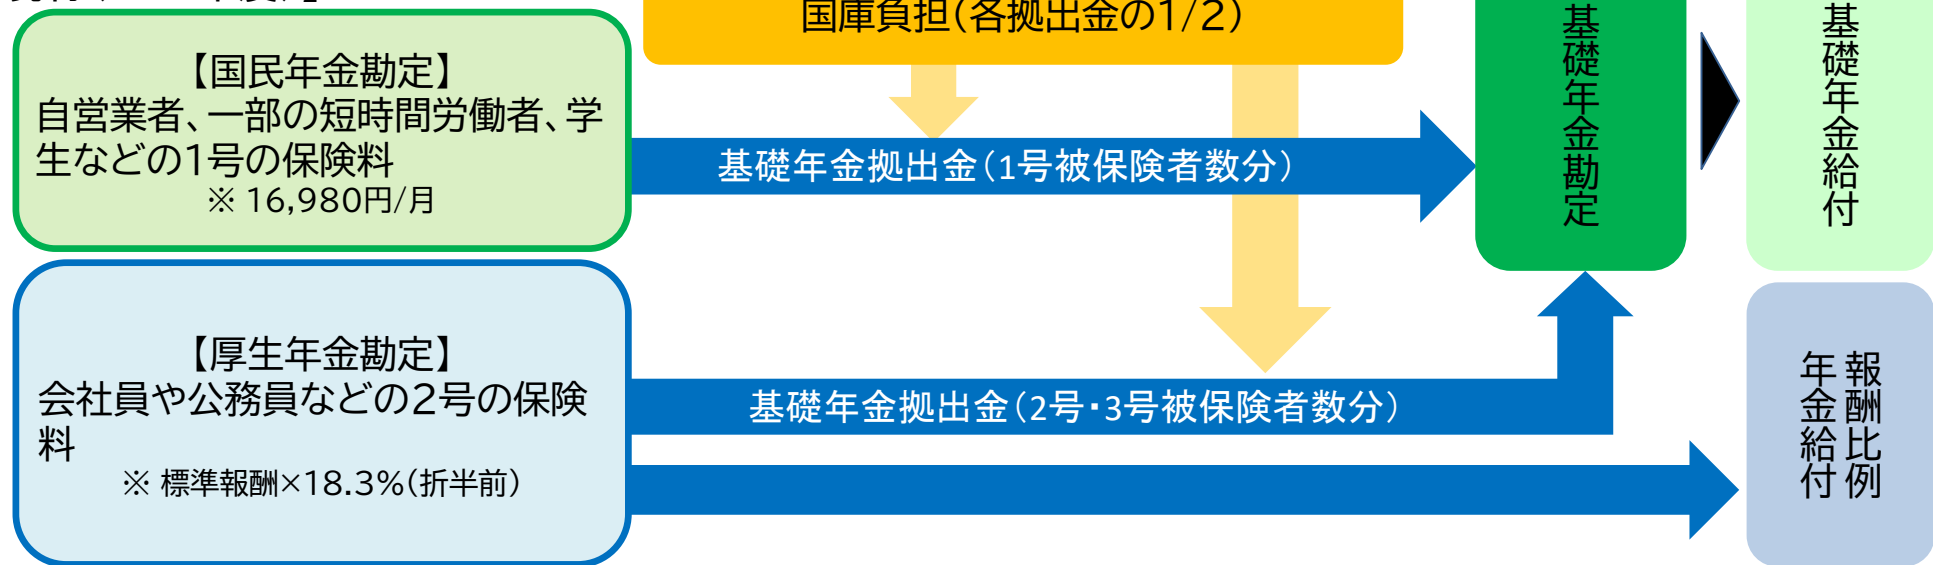 国庫負担(各拠出金の1/2)
【国民年金勘定】
自営業者、一部の短時間労働者、学
生などの1号の保険料
※ 16,980円/月
基礎年金拠出金(1号被保険者数分)
基礎年金勘定
基礎年金給付
【厚生年金勘定】
会社員や公務員などの2号の保険
料
※ 標準報酬×18.3%(折半前)
基礎年金拠出金(2号・3号被保険者数分)
報酬比例
年金給付